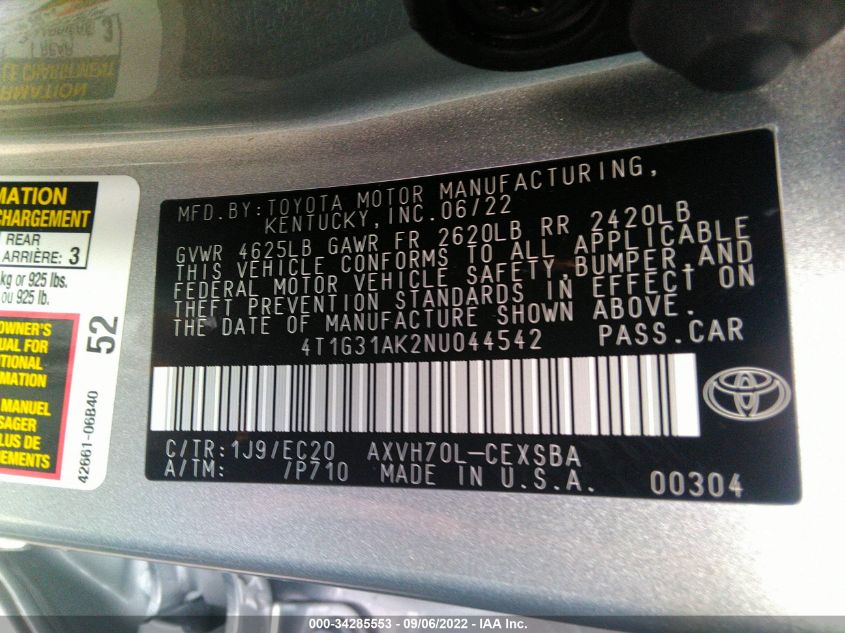 MATION
CHARGEMENT
REAR
ARRIÈRE: 3
kg or 925 lbs.
ou 925 lb.
OWNER'S
UAL FOR
ITIONAL
MATION
MANUEL
SAGER
LUS DE
NEMENTS
52
42661-06B40
MFD.BY:TOYOTA MOTOR MANUFACTURING,
KENTUCKY,INC.06/22
GVWR 4625LB GAWR FR 2620LB RR 2420LB
THIS VEHICLE CONFORMS TO ALL APPLICABLE
FEDERAL MOTOR VEHICLE SAFETY,BUMPER,AND
THEFT PREVENTION STANDARDS IN EFFECT ON
THE DATE OF MANUFACTURE SHOWN ABOVE.
4T1G31AK2NU044542 PASS.CAR
C/TR:1J9/EC20 AXVH70L-CEXSBA
A/TM: /P710 MADE IN U.S.A. 00304
000-34285553 - 09/06/2022 - IAA Inc.